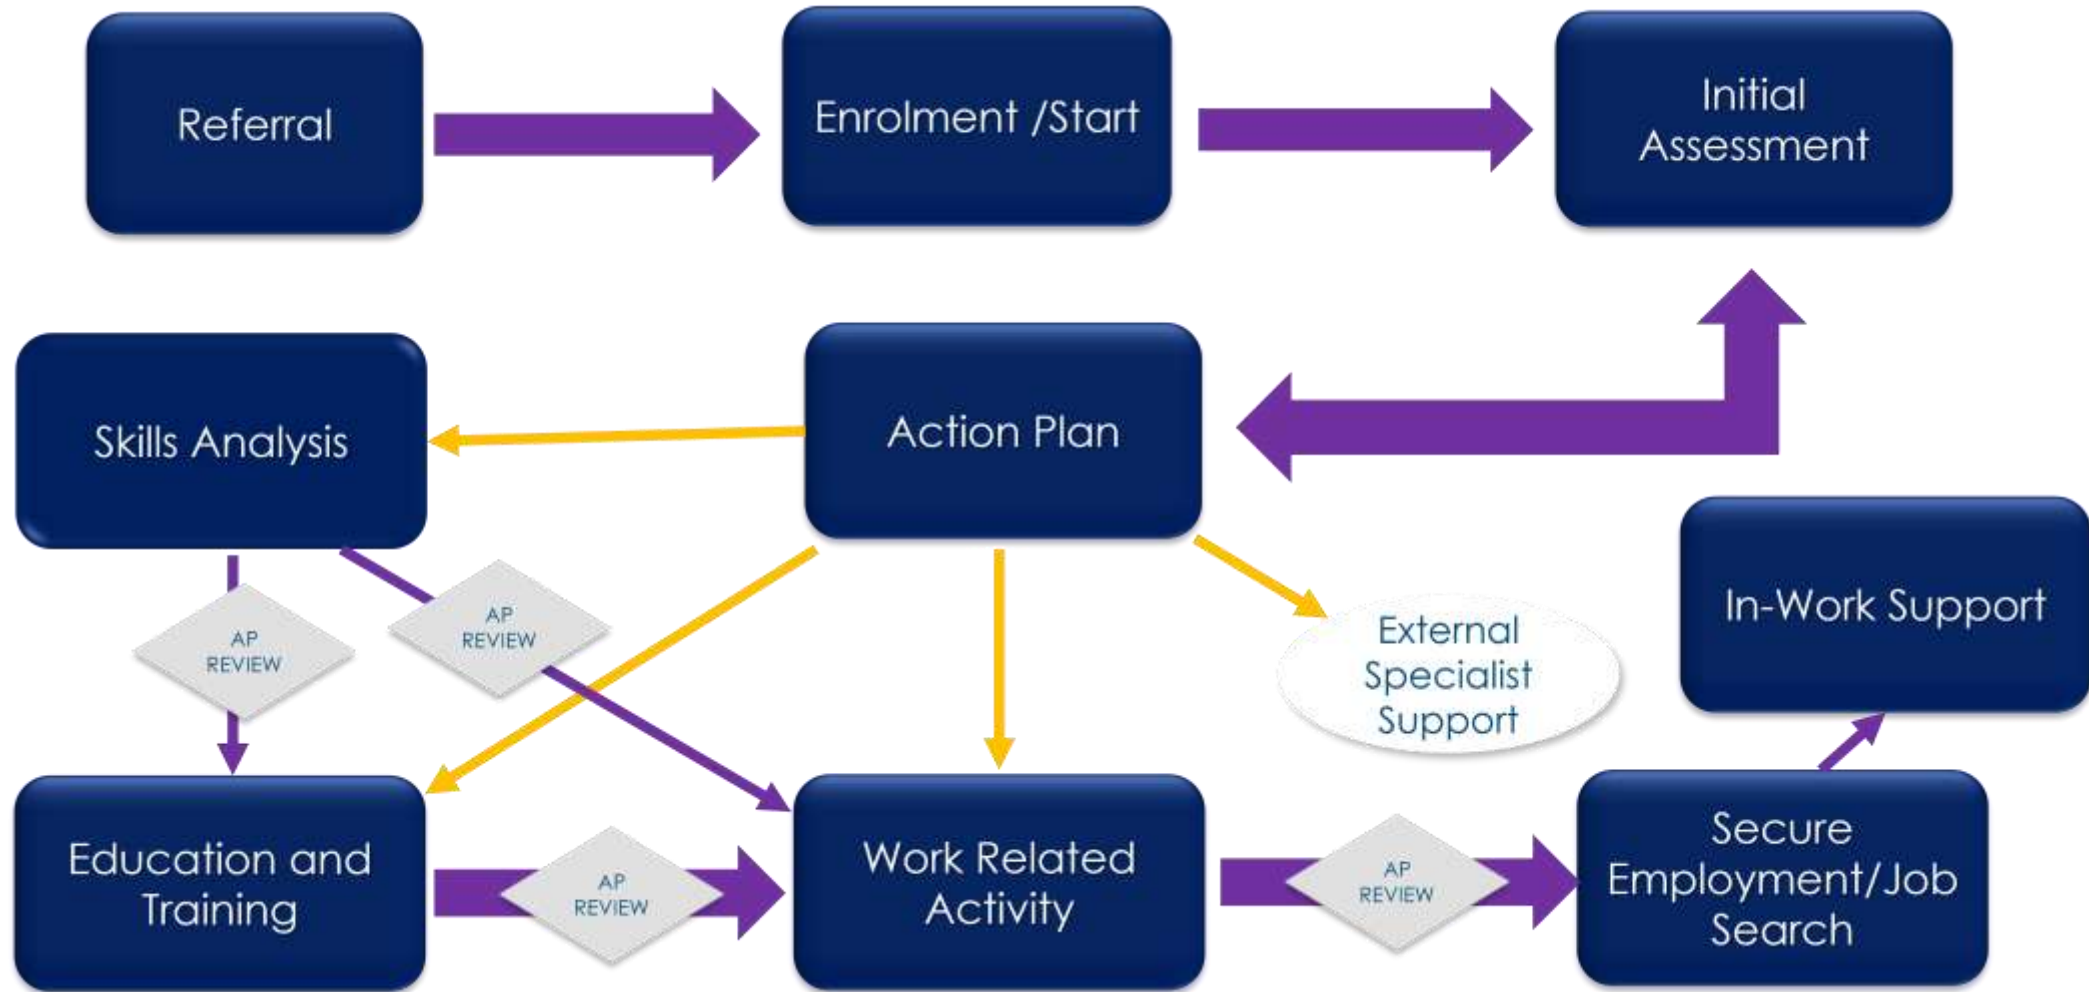 Referral
Enrolment /Start
Initial
Assessment
Skills Analysis
Action Plan
In-Work Support
AP
REVIEW
AP
REVIEW
External
Specialist
Support
Education and
Training
AP
REVIEW
Work Related
Activity
AP
REVIEW
Secure
Employment/Job
Search